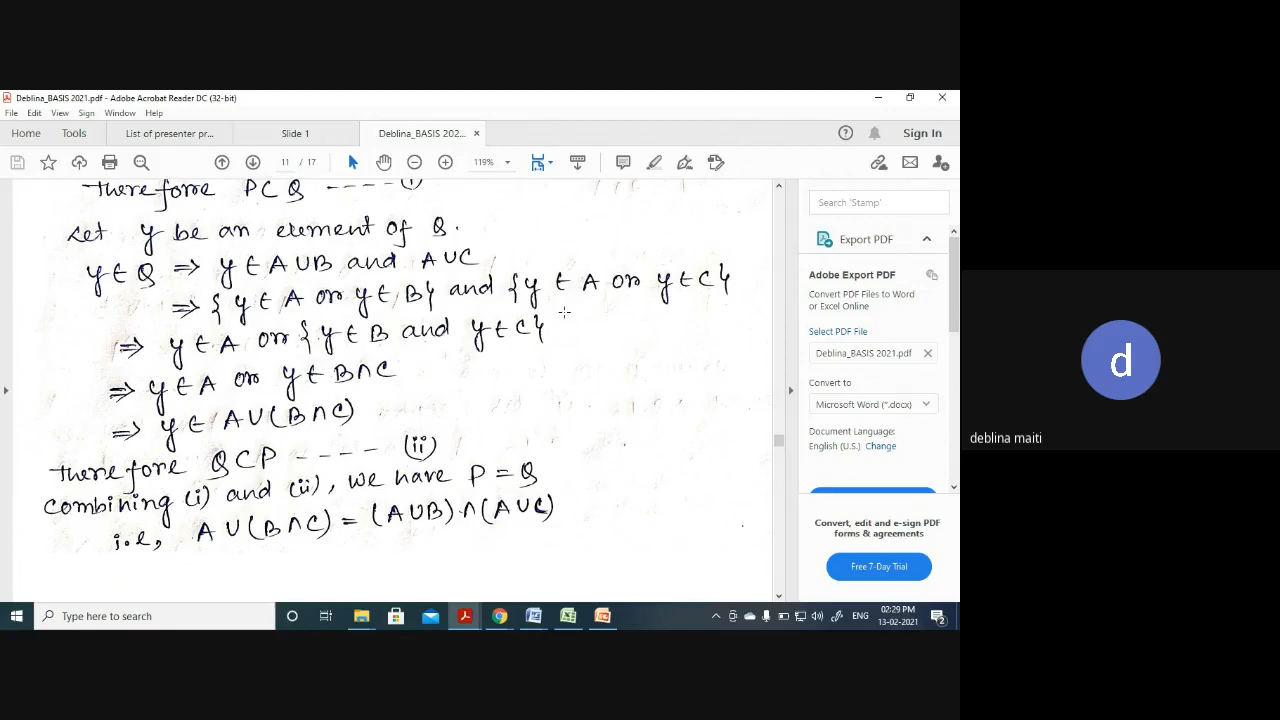 Deblina_BASIS 2021.pdf - Adobe Acrobat Reader DC (32-bit)
File Edit View Sign Window Help
Home Tools List of presenter pr... Slide 1 Deblina_BASIS 202... × Sign In
11 / 17 119%
Therefore P⊂Q ----- (i)
Let y be an element of Q.
y∈Q ⇒ y∈A∪B and A∪C
⇒ {y∈A or y∈B} and {y∈A or y∈C}
⇒ y∈A or {y∈B and y∈C}
⇒ y∈A or y∈B∩C
⇒ y∈A∪(B∩C)
Therefore Q⊂P ----- (ii)
combining (i) and (ii), we have P=Q
i.e, A∪(B∩C) = (A∪B)∩(A∪C)
Search 'Stamp'
Export PDF
Adobe Export PDF
Convert PDF Files to Word
or Excel Online
Select PDF File
Deblina_BASIS 2021.pdf ×
Convert to
Microsoft Word (*.docx)
Document Language:
English (U.S.) Change
Convert, edit and e-sign PDF
forms & agreements
Free 7-Day Trial
d
deblina maiti
Type here to search
ENG
02:29 PM
13-02-2021
2